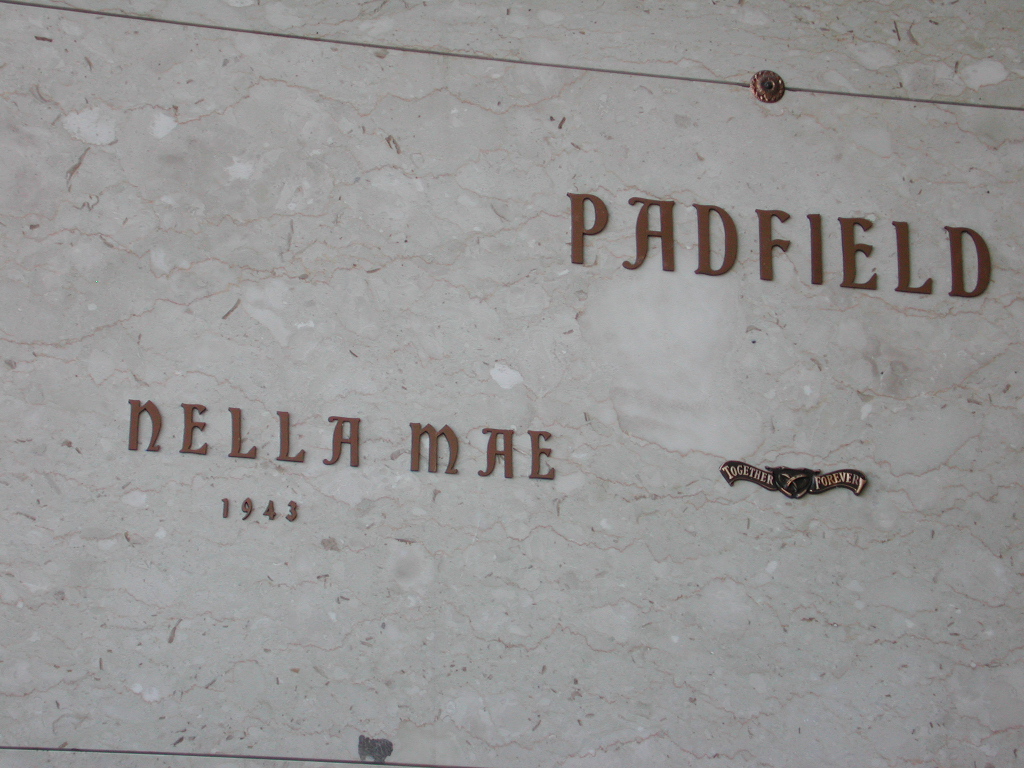 PADFIELD
NELLA MAE
1943
TOGETHER FOREVER